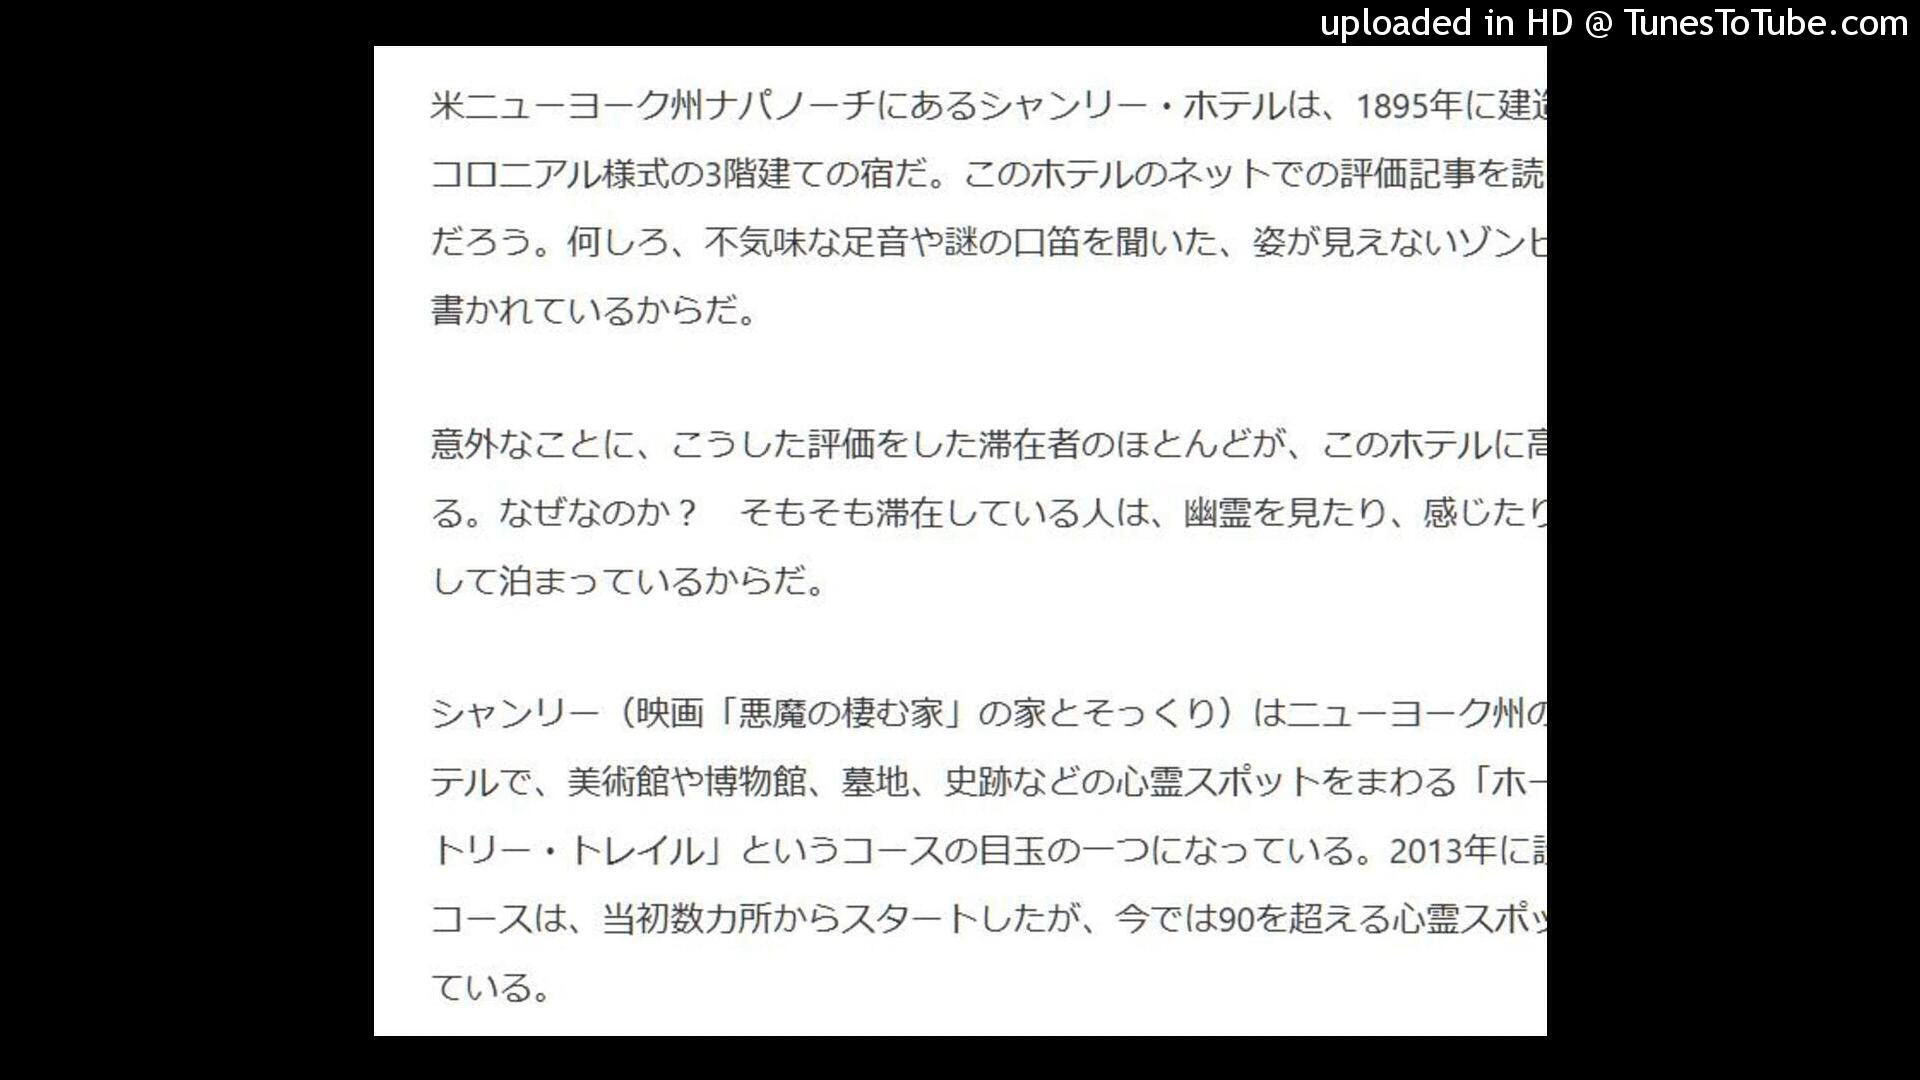 uploaded in HD @ TunesToTube.com
米ニューヨーク州ナパノーチにあるシャンリー・ホテルは、1895年に建
コロニアル様式の3階建ての宿だ。このホテルのネットでの評価記事を読
だろう。何しろ、不気味な足音や謎の口笛を聞いた、姿が見えないゾンビ
書かれているからだ。
意外なことに、こうした評価をした滞在者のほとんどが、このホテルに高
る。なぜなのか？　そもそも滞在している人は、幽霊を見たり、感じたり
して泊まっているからだ。
シャンリー（映画「悪魔の棲む家」の家とそっくり）はニューヨーク州の
テルで、美術館や博物館、墓地、史跡などの心霊スポットをまわる「ホー
トリー・トレイル」というコースの目玉の一つになっている。2013年に
コースは、当初数カ所からスタートしたが、今では90を超える心霊スポッ
ている。